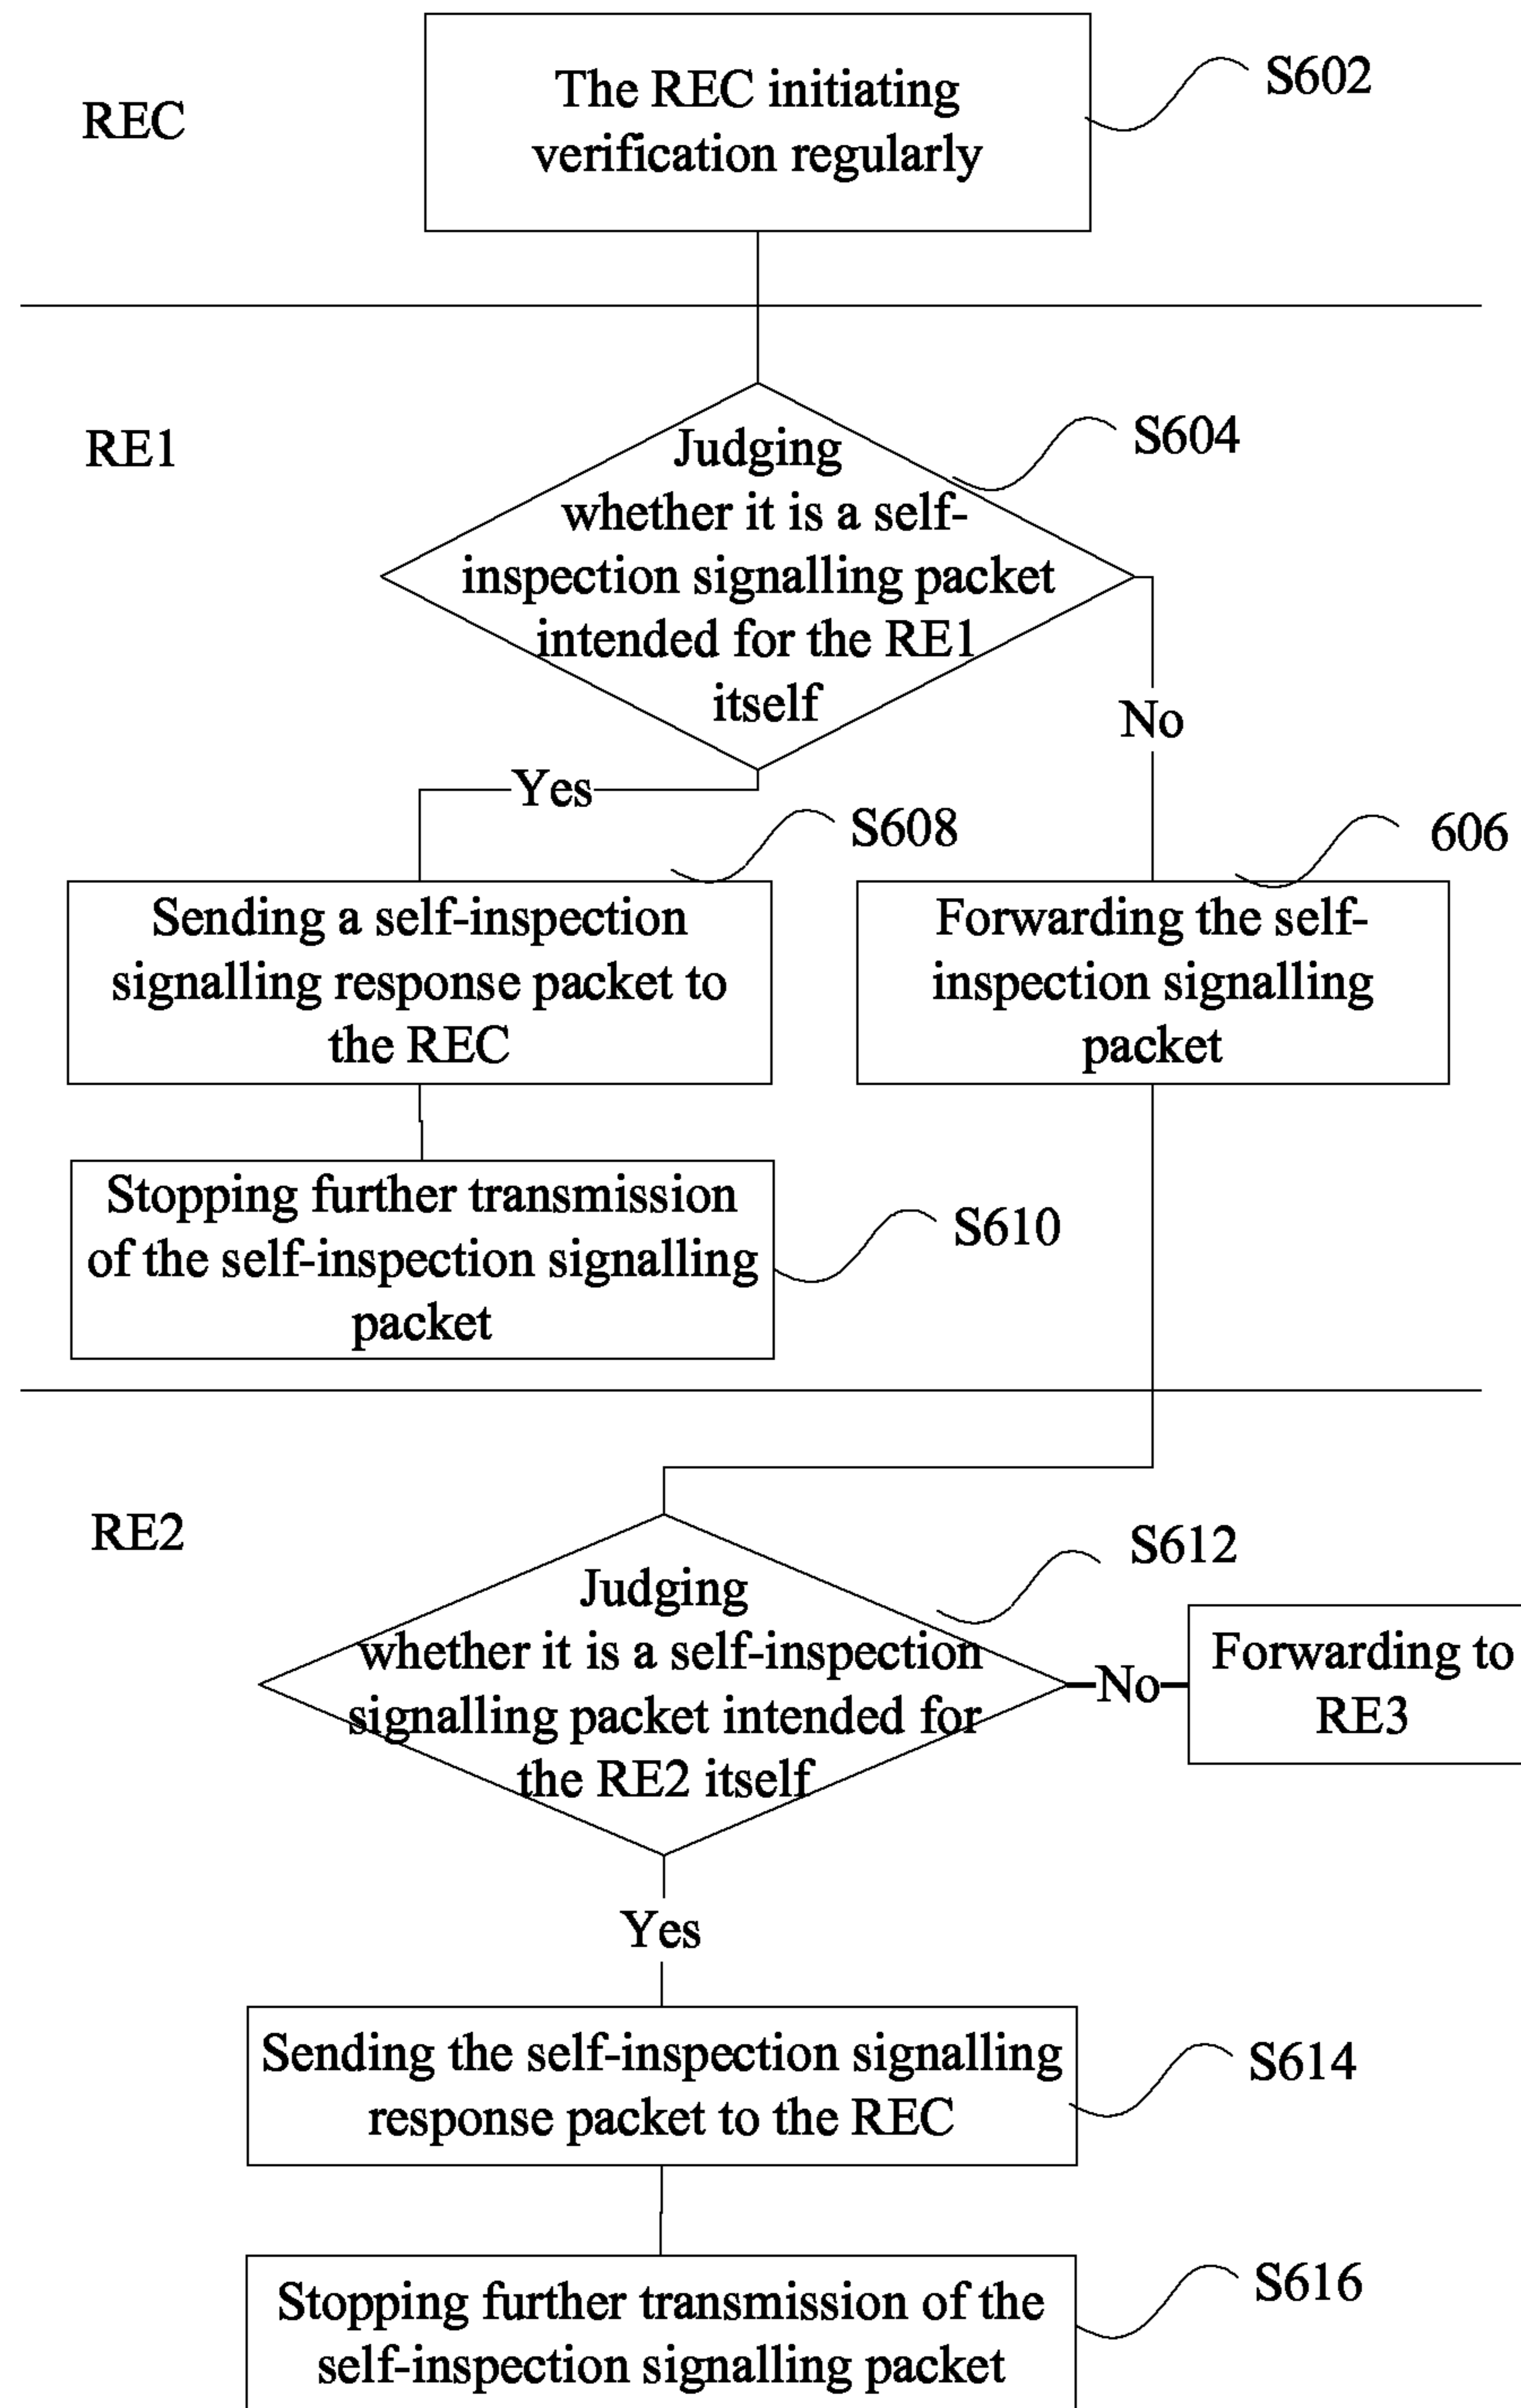 The REC initiating
verification regularly
S602
REC
RE1
S604
Judging
whether it is a self-
inspection signalling packet
intended for the RE1
itself
No
Yes
S608
606
Sending a self-inspection
signalling response packet to
the REC
Forwarding the self-
inspection signalling
packet
Stopping further transmission
of the self-inspection signalling
packet
S610
RE2
S612
Judging
whether it is a self-inspection
signalling packet intended for
the RE2 itself
No
Forwarding to
RE3
Yes
Sending the self-inspection signalling
response packet to the REC
S614
Stopping further transmission of the
self-inspection signalling packet
S616